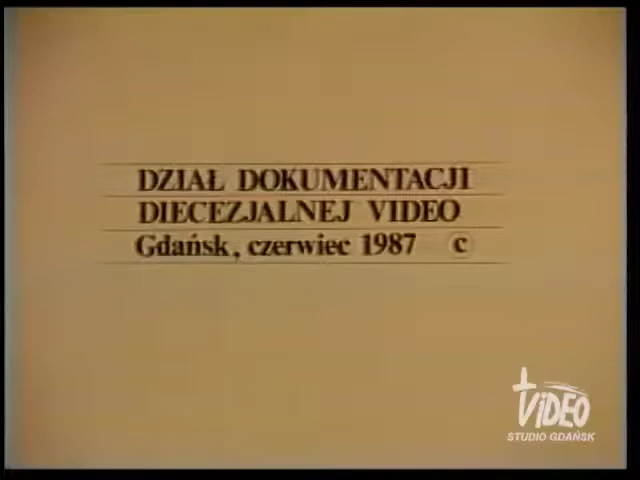 DZIAŁ DOKUMENTACJI
DIECEZJALNEJ VIDEO
Gdańsk, czerwiec 1987 ©
VIDEO
STUDIO GDAŃSK